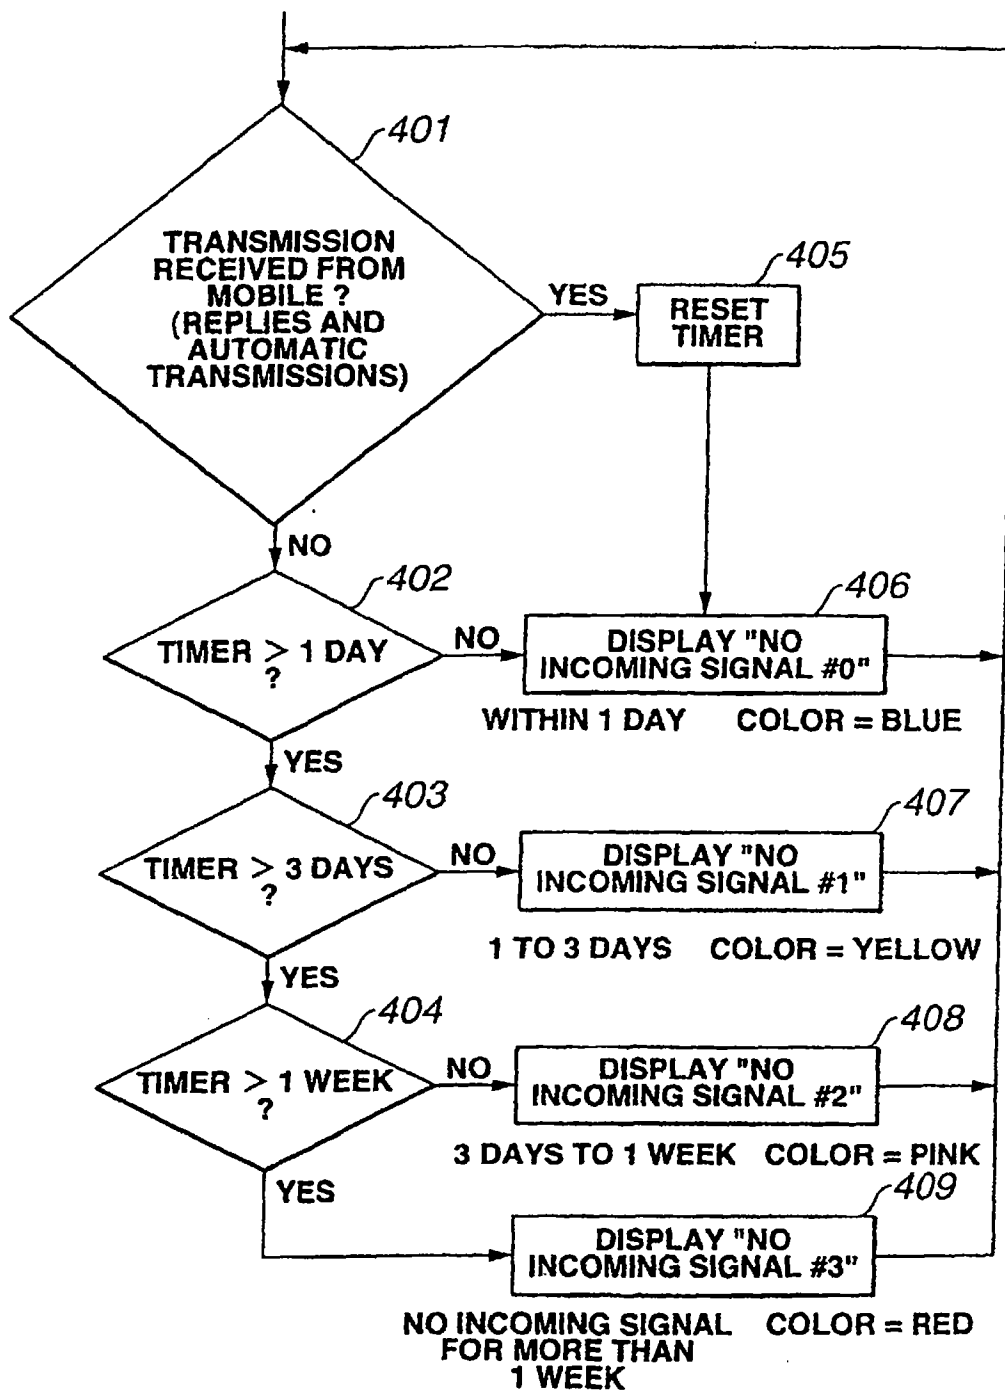 401
TRANSMISSION
RECEIVED FROM
MOBILE ?
(REPLIES AND
AUTOMATIC
TRANSMISSIONS)
YES
405
RESET
TIMER
NO
402
TIMER > 1 DAY
?
NO
406
DISPLAY "NO
INCOMING SIGNAL #0"
WITHIN 1 DAY COLOR = BLUE
YES
403
TIMER > 3 DAYS
?
NO
407
DISPLAY "NO
INCOMING SIGNAL #1"
1 TO 3 DAYS COLOR = YELLOW
YES
404
TIMER > 1 WEEK
?
NO
408
DISPLAY "NO
INCOMING SIGNAL #2"
3 DAYS TO 1 WEEK COLOR = PINK
YES
409
DISPLAY "NO
INCOMING SIGNAL #3"
NO INCOMING SIGNAL COLOR = RED
FOR MORE THAN
1 WEEK